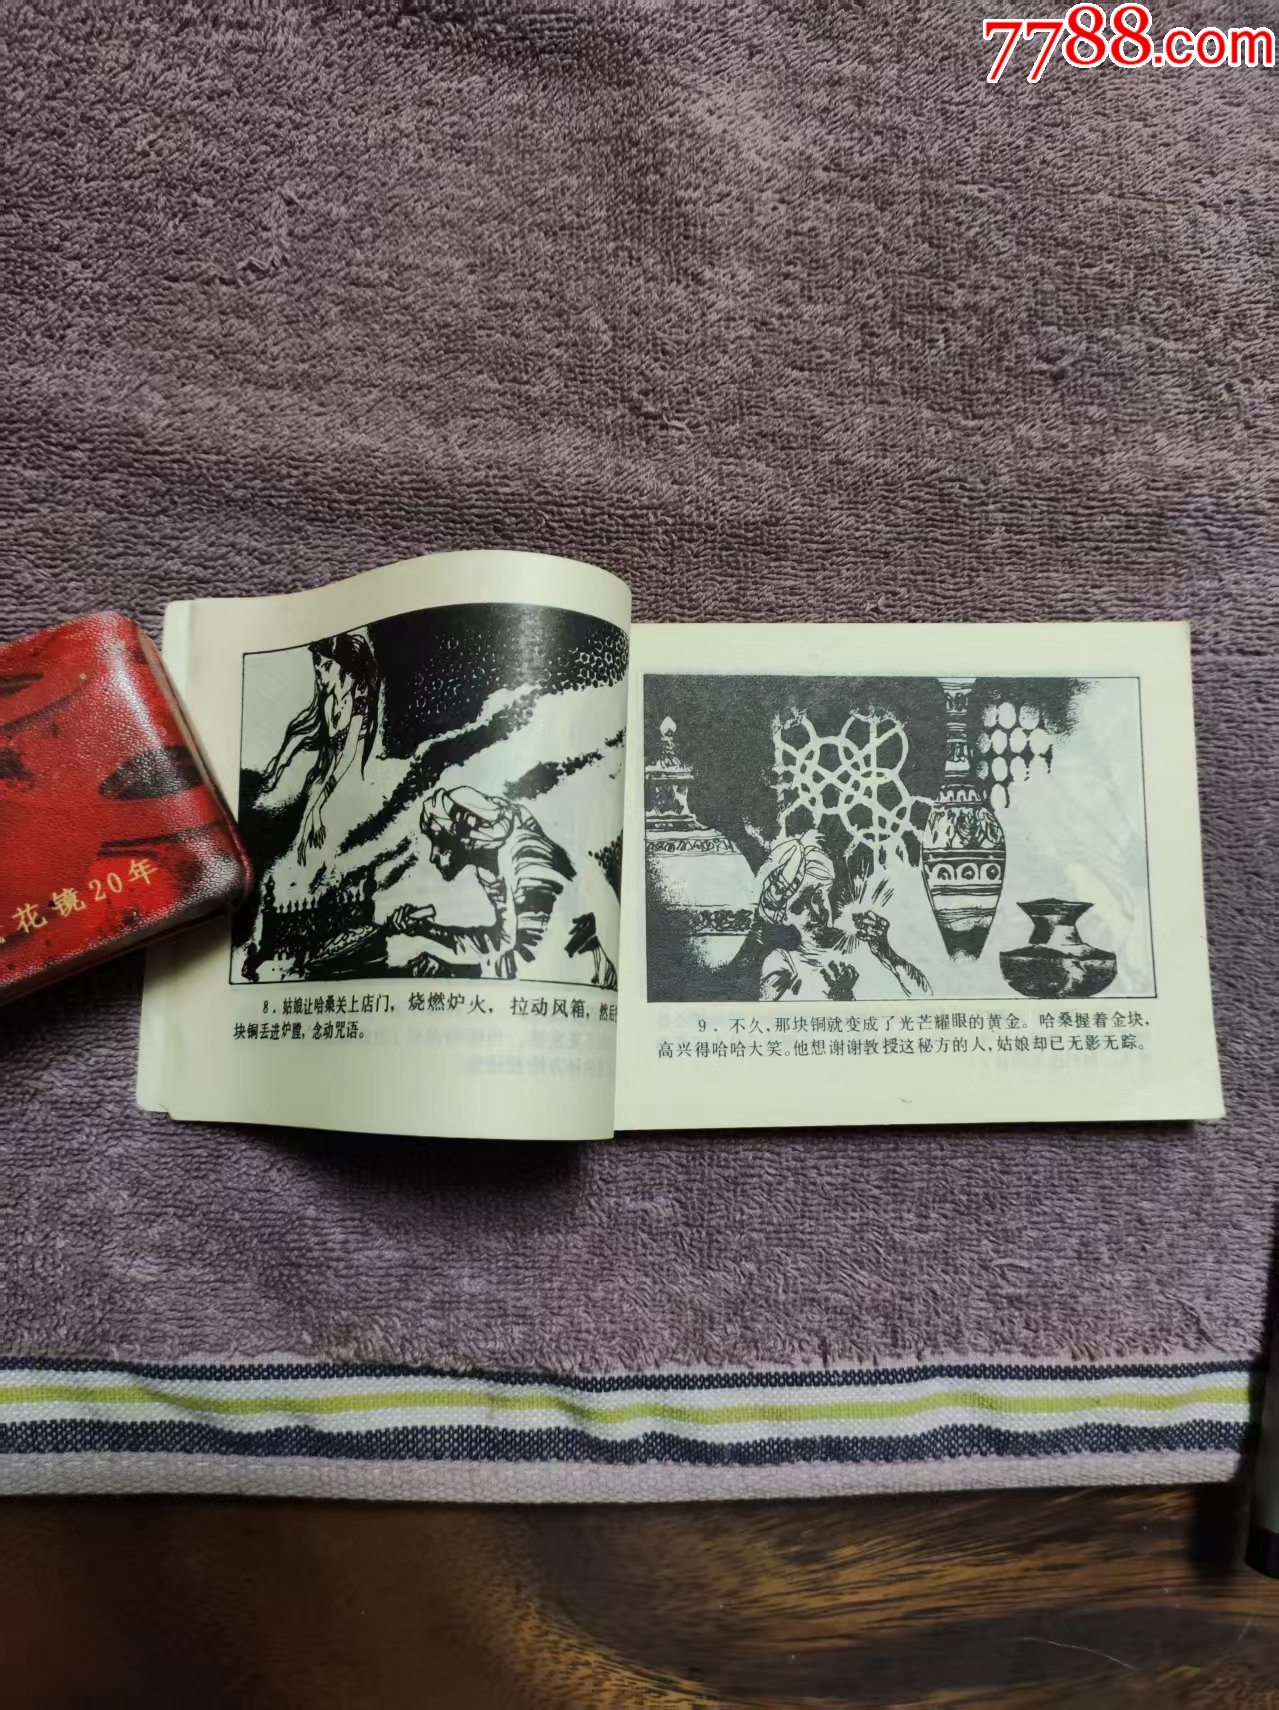 7788.com
花镜20年
8．姑娘让哈桑关上店门，烧燃炉火，拉动风箱，然后
块铜丢进炉膛，念动咒语。
9．不久，那块铜就变成了光芒耀眼的黄金。哈桑握着金块，
高兴得哈哈大笑。他想谢谢教授这秘方的人，姑娘却已无影无踪。